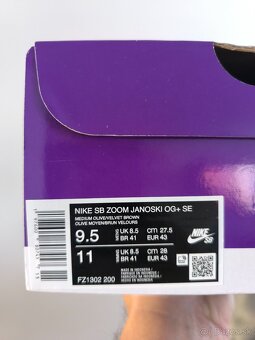 NIKE SB ZOOM JANOSKI OG+ SE
MEDIUM OLIVE/VELVET BROWN
OLIVE MOYEN/BRUN VELOURS
9.5 UK 8.5 cm 27.5
BR 41 EUR 43
11 UK 8.5 cm 28
BR 41 EUR 43
FZ1302 200
NIKE
SB